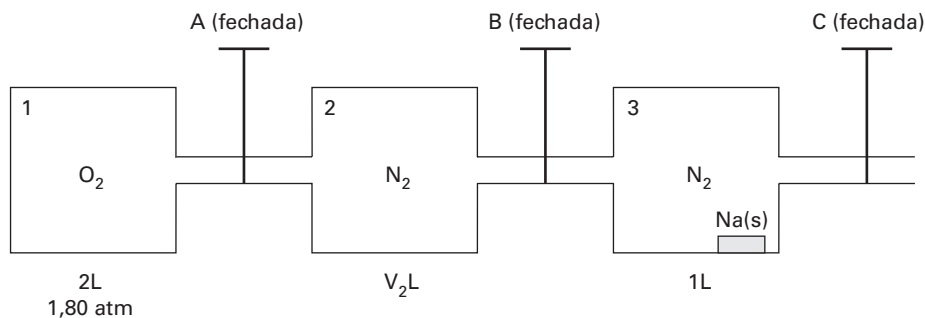 A (fechada) B (fechada) C (fechada)
1 2 3
O₂ N₂ N₂
Na(s)
2L V₂L 1L
1,80 atm